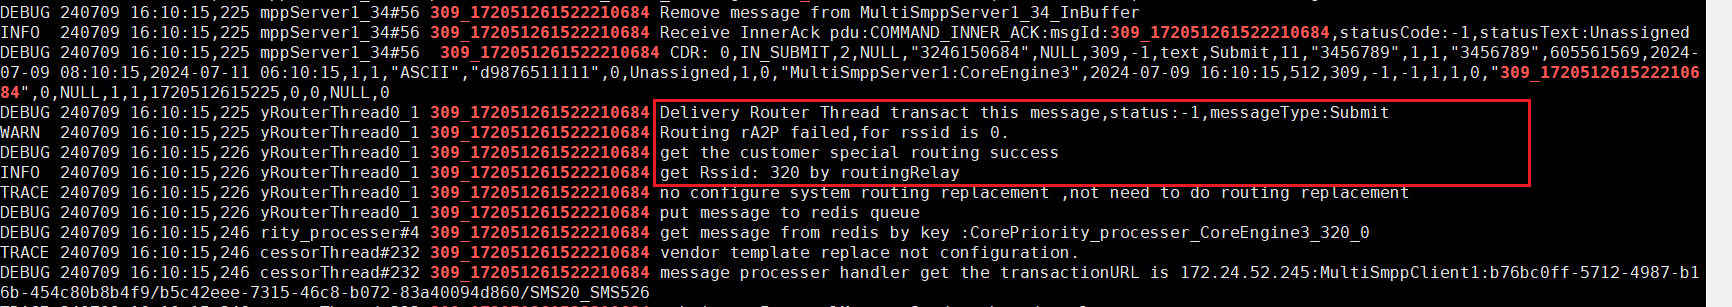 DEBUG 240709 16:10:15,225 mppServer1_34#56 309_172051261522210684 Remove message from MultiSmppServer1_34_InBuffer
INFO  240709 16:10:15,225 mppServer1_34#56 309_172051261522210684 Receive InnerAck pdu:COMMAND_INNER_ACK:msgId:309_172051261522210684,statusCode:-1,statusText:Unassigned
DEBUG 240709 16:10:15,225 mppServer1_34#56  309_172051261522210684 CDR: 0,IN_SUBMIT,2,NULL,"3246150684",NULL,309,-1,text,Submit,11,"3456789",1,1,"3456789",605561569,2024-
07-09 08:10:15,2024-07-11 06:10:15,1,1,"ASCII","d9876511111",0,Unassigned,1,0,"MultiSmppServer1:CoreEngine3",2024-07-09 16:10:15,512,309,-1,-1,1,1,0,"309_1720512615222106
84",0,NULL,1,1,1720512615225,0,0,NULL,0
DEBUG 240709 16:10:15,225 yRouterThread0_1 309_172051261522210684 Delivery Router Thread transact this message,status:-1,messageType:Submit
WARN  240709 16:10:15,226 yRouterThread0_1 309_172051261522210684 Routing rA2P failed,for rssid is 0.
DEBUG 240709 16:10:15,226 yRouterThread0_1 309_172051261522210684 get the customer special routing success
INFO  240709 16:10:15,226 yRouterThread0_1 309_172051261522210684 get Rssid: 320 by routingRelay
TRACE 240709 16:10:15,226 yRouterThread0_1 309_172051261522210684 no configure system routing replacement ,not need to do routing replacement
DEBUG 240709 16:10:15,226 yRouterThread0_1 309_172051261522210684 put message to redis queue
DEBUG 240709 16:10:15,246 rity_processer#4 309_172051261522210684 get message from redis by key :CorePriority_processer_CoreEngine3_320_0
TRACE 240709 16:10:15,246 cessorThread#232 309_172051261522210684 vendor template replace not configuration.
DEBUG 240709 16:10:15,246 cessorThread#232 309_172051261522210684 message processer handler get the transactionURL is 172.24.52.245:MultiSmppClient1:b76bc0ff-5712-4987-b1
6b-454c80b8b4f9/b5c42eee-7315-46c8-b072-83a40094d860/SMS20_SMS526